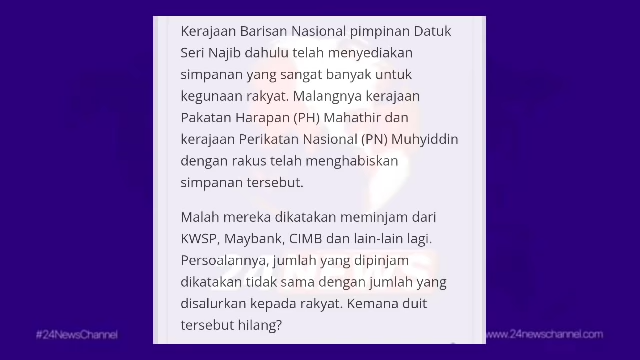 Kerajaan Barisan Nasional pimpinan Datuk
Seri Najib dahulu telah menyediakan
simpanan yang sangat banyak untuk
kegunaan rakyat. Malangnya kerajaan
Pakatan Harapan (PH) Mahathir dan
kerajaan Perikatan Nasional (PN) Muhyiddin
dengan rakus telah menghabiskan
simpanan tersebut.
Malah mereka dikatakan meminjam dari
KWSP, Maybank, CIMB dan lain-lain lagi.
Persoalannya, jumlah yang dipinjam
dikatakan tidak sama dengan jumlah yang
disalurkan kepada rakyat. Kemana duit
tersebut hilang?
#24NewsChannel
www.24newschannel.com